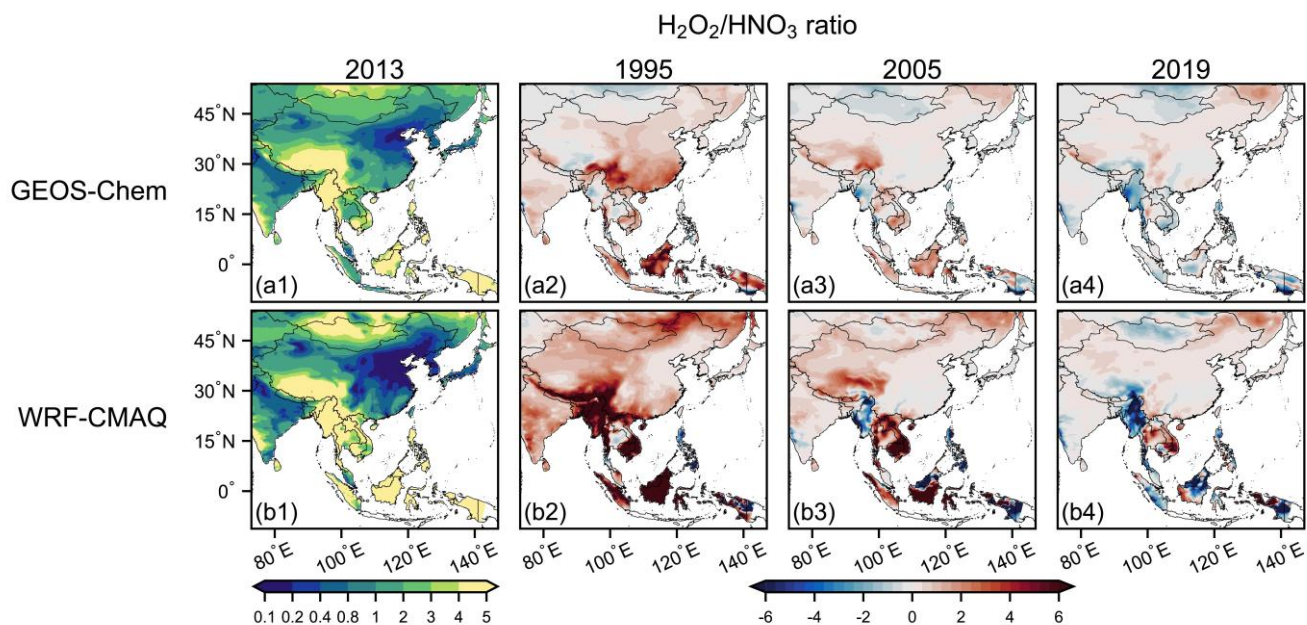 H₂O₂/HNO₃ ratio
2013 1995 2005 2019
45°N
30°N
15°N
0°
GEOS-Chem
(a1) (a2) (a3) (a4)
45°N
30°N
15°N
0°
WRF-CMAQ
(b1) (b2) (b3) (b4)
80°E 100°E 120°E 140°E 80°E 100°E 120°E 140°E 80°E 100°E 120°E 140°E 80°E 100°E 120°E 140°E
0.1 0.2 0.4 0.8 1 2 3 4 5 -6 -4 -2 0 2 4 6